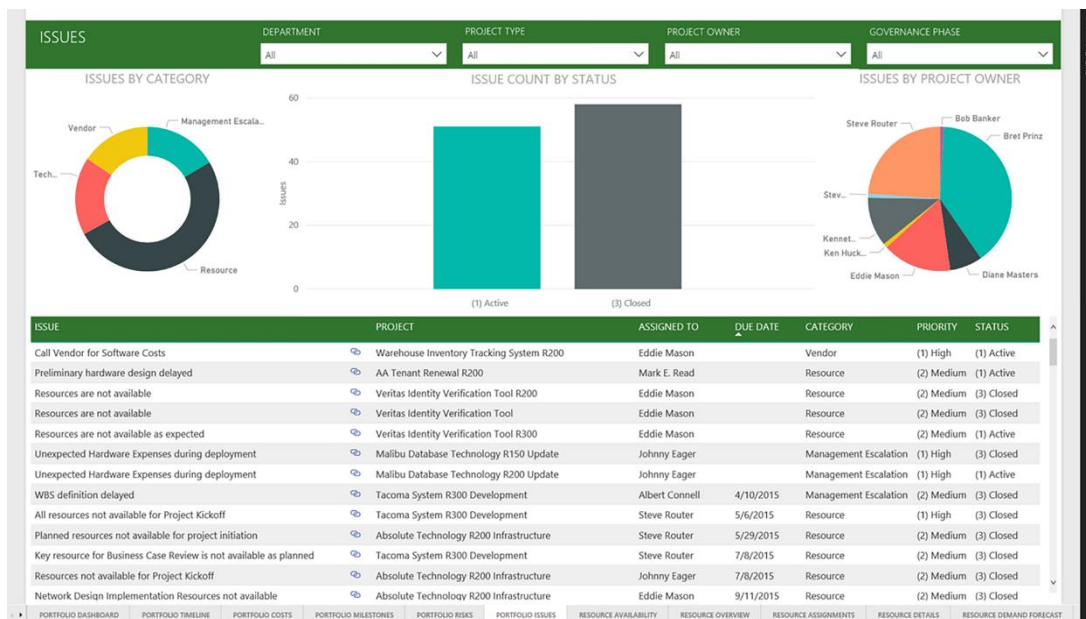 ISSUES
DEPARTMENT PROJECT TYPE PROJECT OWNER GOVERNANCE PHASE
All All All All
ISSUES BY CATEGORY
Vendor
Management Escala...
Tech...
Resource
ISSUE COUNT BY STATUS
60
40
20
0
Issues
(1) Active (3) Closed
ISSUES BY PROJECT OWNER
Steve Router
Bob Banker
Bret Prinz
Stev...
Kennet...
Ken Huck...
Eddie Mason
Diane Masters
ISSUE PROJECT ASSIGNED TO DUE DATE CATEGORY PRIORITY STATUS
Call Vendor for Software Costs Warehouse Inventory Tracking System R200 Eddie Mason Vendor (1) High (1) Active
Preliminary hardware design delayed AA Tenant Renewal R200 Mark E. Read Resource (2) Medium (1) Active
Resources are not available Veritas Identity Verification Tool R200 Eddie Mason Resource (2) Medium (3) Closed
Resources are not available Veritas Identity Verification Tool Eddie Mason Resource (2) Medium (3) Closed
Resources are not available as expected Veritas Identity Verification Tool R300 Eddie Mason Resource (2) Medium (1) Active
Unexpected Hardware Expenses during deployment Malibu Database Technology R150 Update Johnny Eager Management Escalation (1) High (3) Closed
Unexpected Hardware Expenses during deployment Malibu Database Technology R200 Update Johnny Eager Management Escalation (1) High (1) Active
WBS definition delayed Tacoma System R300 Development Albert Connell 4/10/2015 Management Escalation (2) Medium (3) Closed
All resources not available for Project Kickoff Tacoma System R300 Development Steve Router 5/6/2015 Resource (1) High (3) Closed
Planned resources not available for project initiation Absolute Technology R200 Infrastructure Steve Router 5/29/2015 Resource (2) Medium (3) Closed
Key resource for Business Case Review is not available as planned Tacoma System R300 Development Steve Router 7/8/2015 Resource (2) Medium (3) Closed
Resources not available for Project Kickoff Absolute Technology R200 Infrastructure Johnny Eager 7/8/2015 Resource (2) Medium (3) Closed
Network Design Implementation Resources not available Absolute Technology R200 Infrastructure Eddie Mason 9/11/2015 Resource (2) Medium (3) Closed
PORTFOLIO DASHBOARD PORTFOLIO TIMELINE PORTFOLIO COSTS PORTFOLIO MILESTONES PORTFOLIO RISKS PORTFOLIO ISSUES RESOURCE AVAILABILITY RESOURCE OVERVIEW RESOURCE ASSIGNMENTS RESOURCE DETAILS RESOURCE DEMAND FORECAST